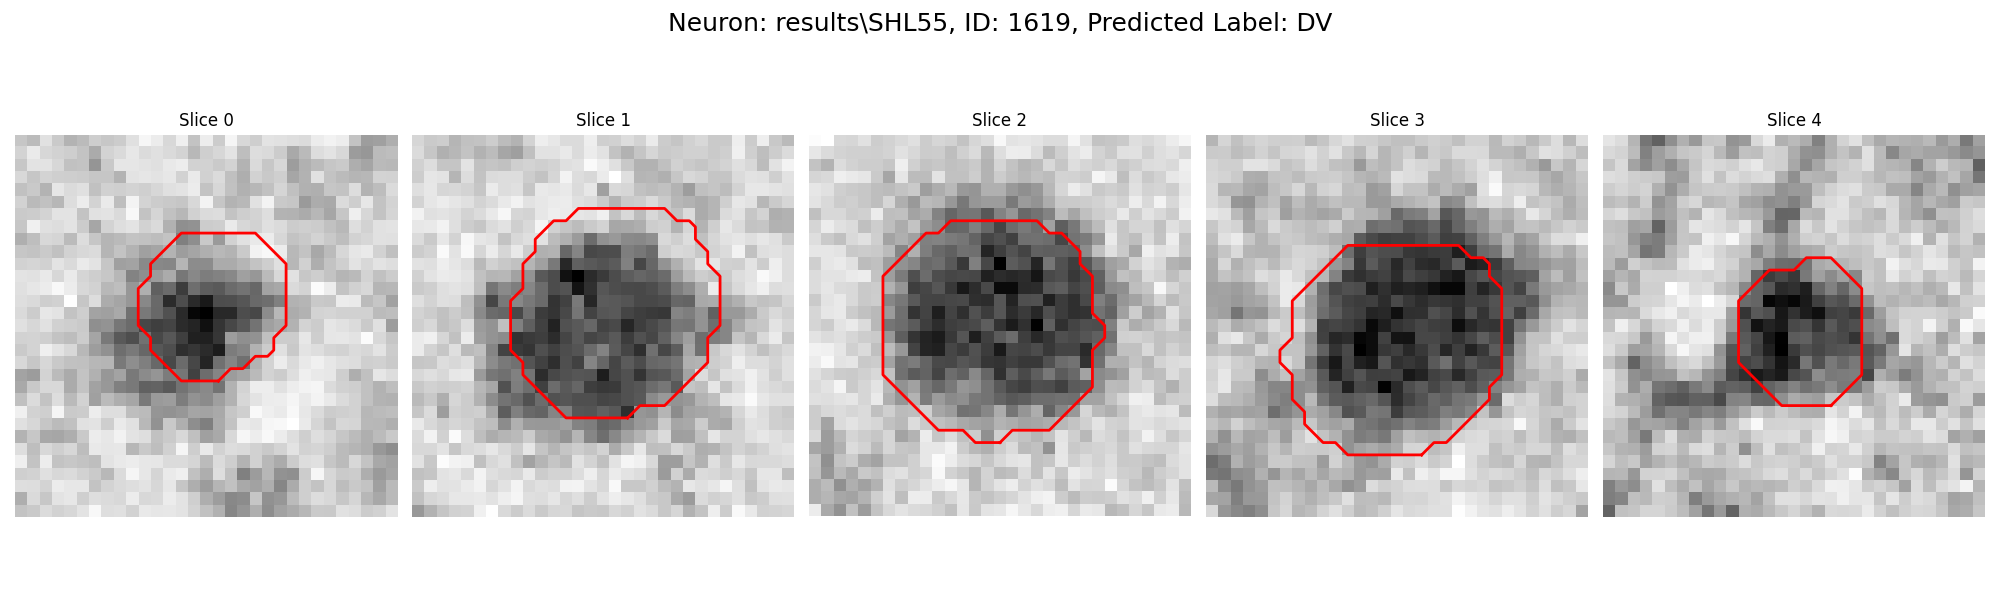 Neuron: results\SHL55, ID: 1619, Predicted Label: DV
Slice 0
Slice 1
Slice 2
Slice 3
Slice 4